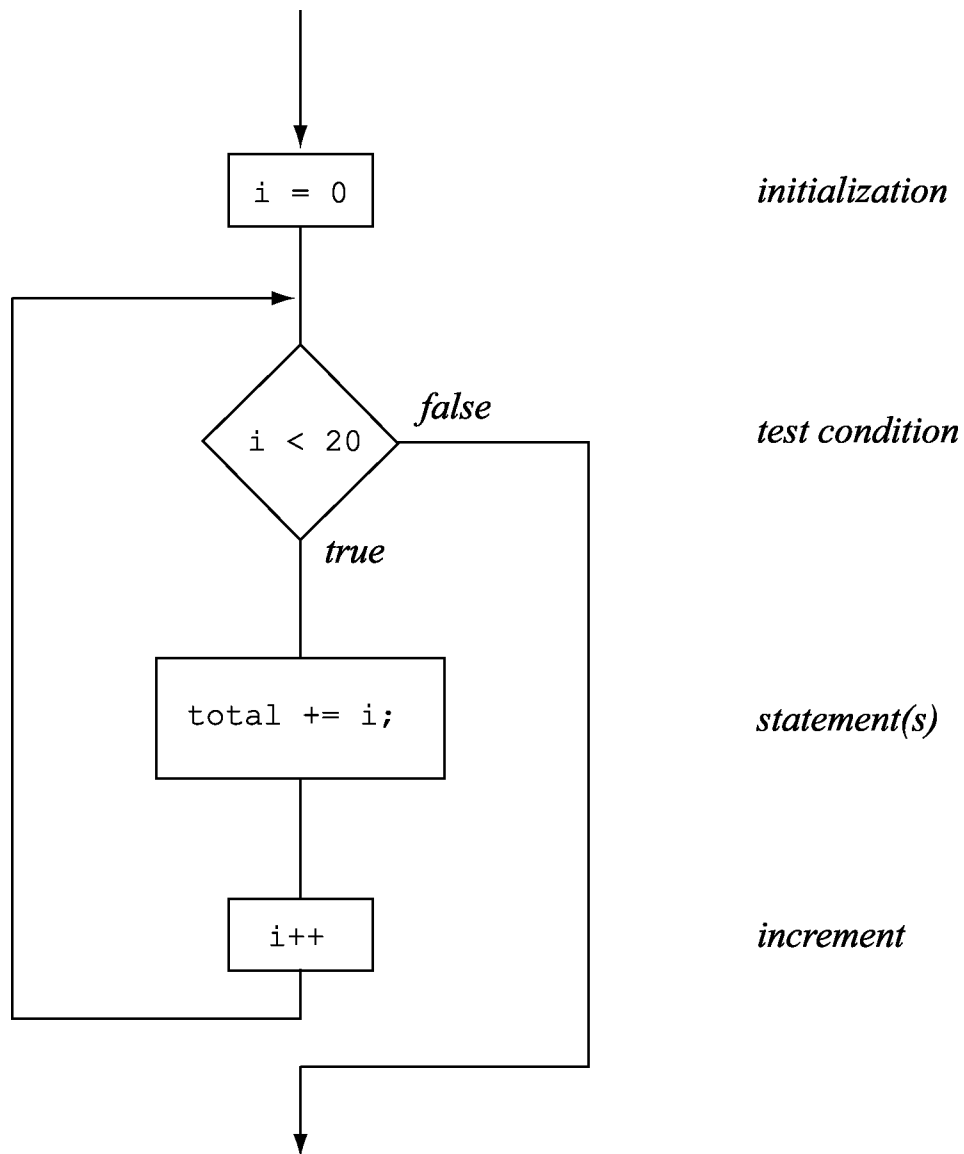 i = 0
initialization
false
i < 20
test condition
true
total += i;
statement(s)
i++
increment